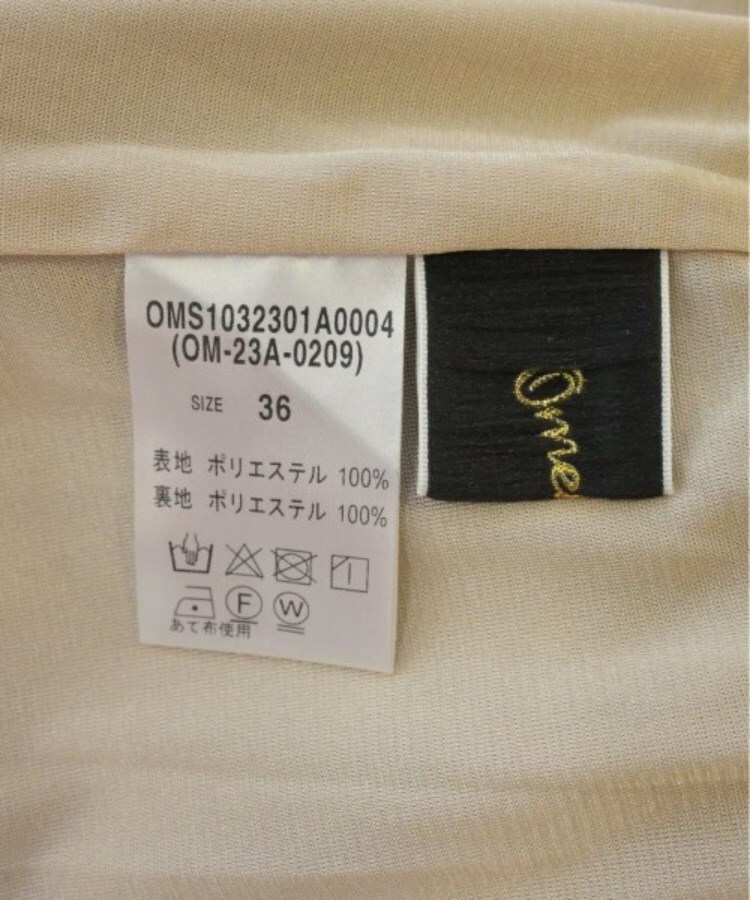 OMS1032301A0004
(OM-23A-0209)
SIZE 36
表地 ポリエステル 100%
裏地 ポリエステル 100%
F W
あて布使用
Ome